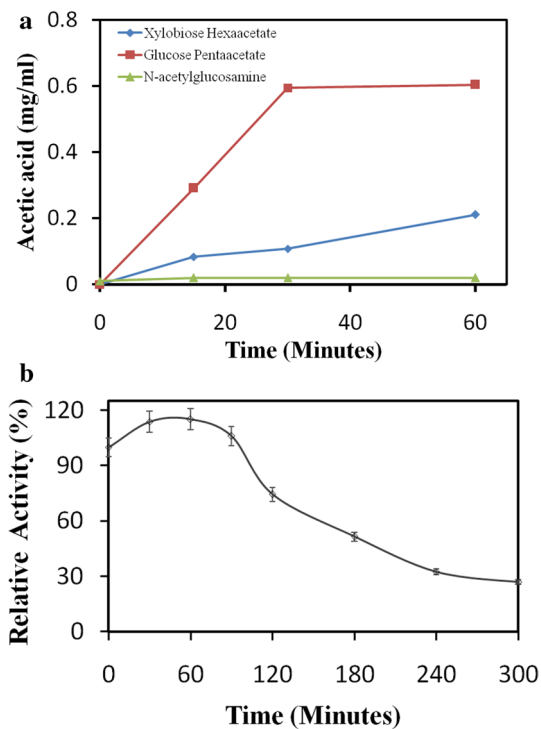 a
Xylobiose Hexaacetate
Glucose Pentaacetate
N-acetylglucosamine
Acetic acid (mg/ml)
0.8
0.6
0.4
0.2
0
0 20 40 60
Time (Minutes)
b
Relative Activity (%)
120
90
60
30
0
0 60 120 180 240 300
Time (Minutes)